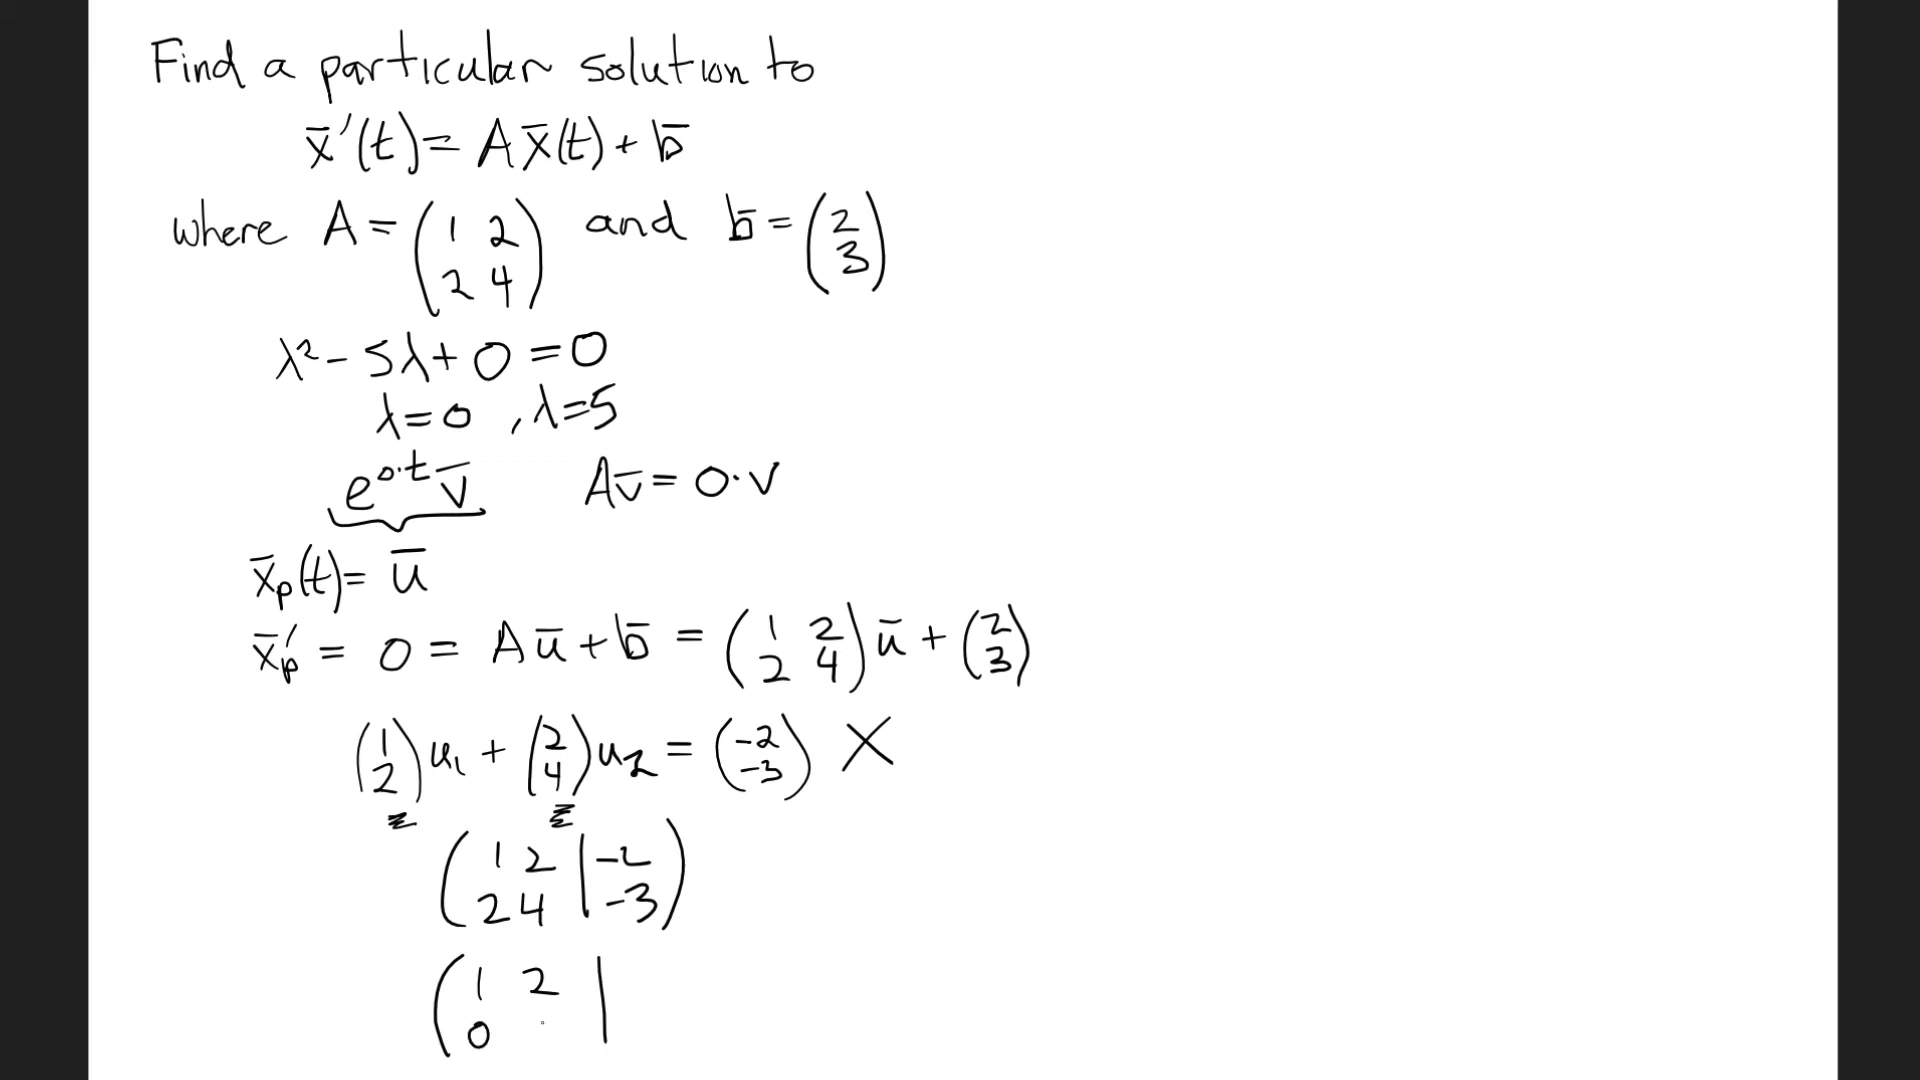 Find a particular solution to
x̄'(t) = A x̄(t) + b̄
where A = (1 2; 2 4) and b̄ = (2; 3)
λ² - 5λ + 0 = 0
λ = 0 , λ = 5
e^(0·t) v̄ Av̄ = 0·v
x̄p(t) = ū
x̄p' = 0 = Aū + b̄ = (1 2; 2 4) ū + (2; 3)
(1; 2) u₁ + (2; 4) u₂ = (-2; -3) X
(1 2 | -2; 2 4 | -3)
(1 2 | ; 0